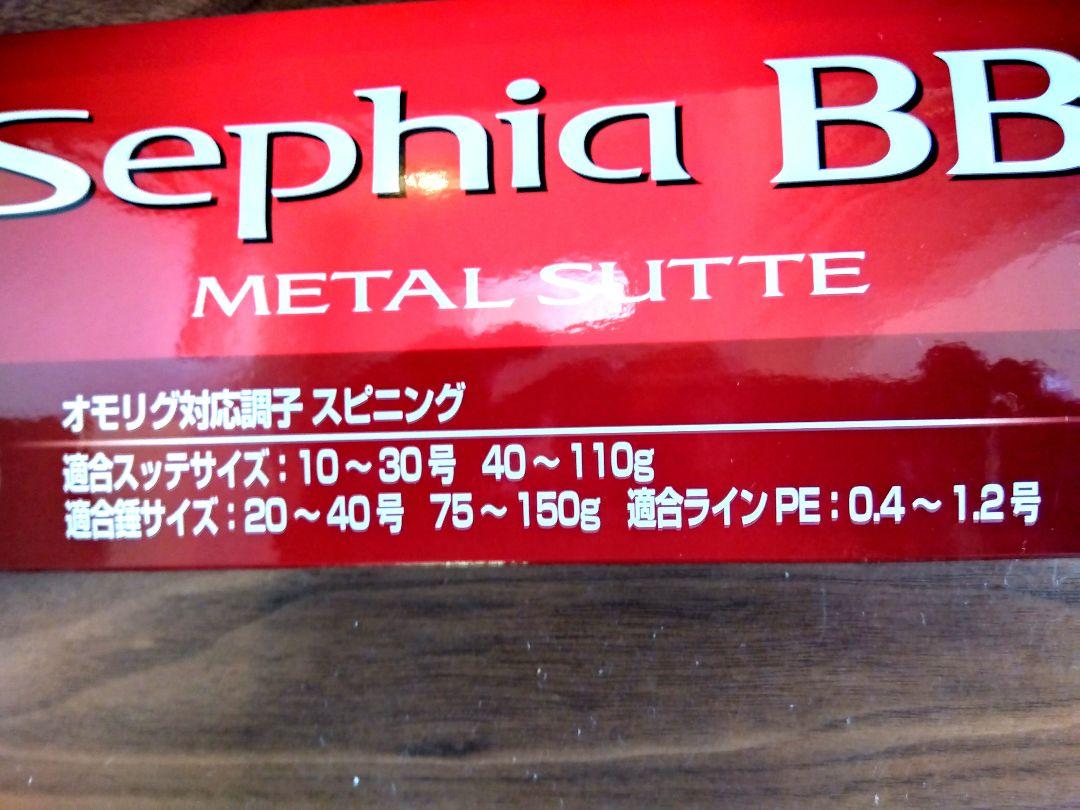 Sephia BB
METAL SUTTE
オモリグ対応調子 スピニング
適合スッテサイズ：10～30号 40～110g
適合錘サイズ：20～40号 75～150g 適合ラインPE：0.4～1.2号